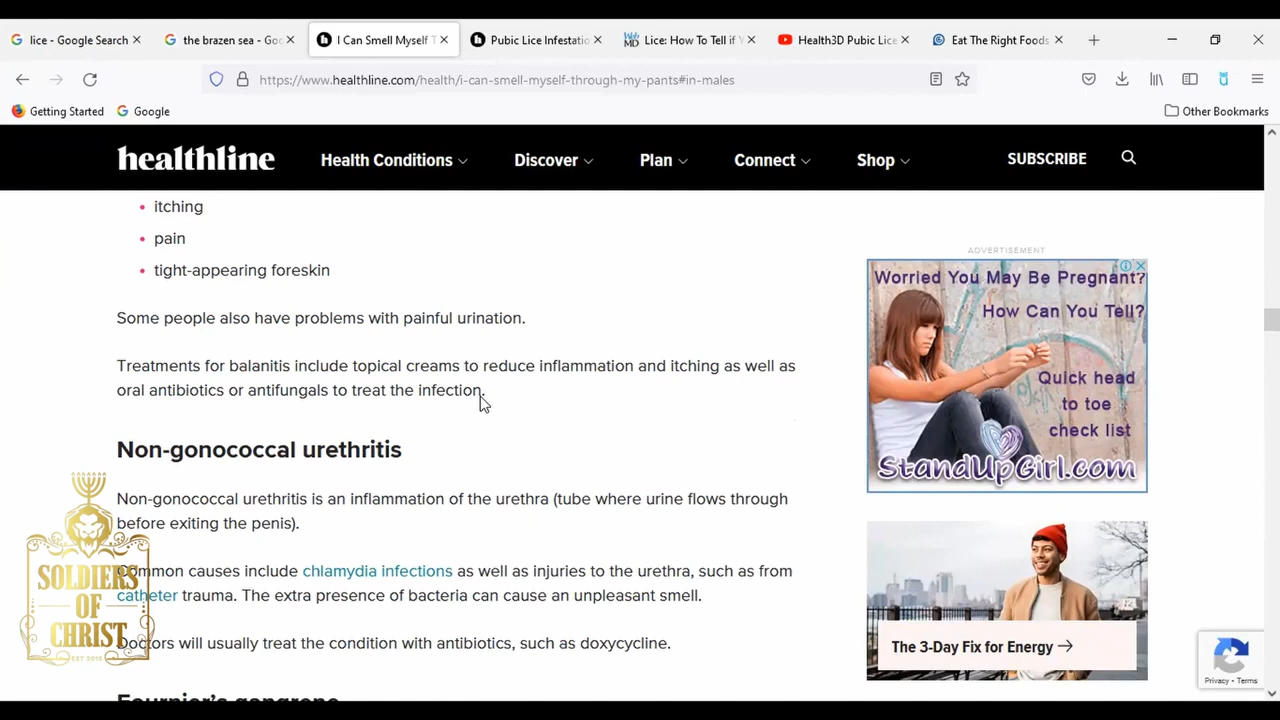 lice - Google Search
the brazen sea - Goo
I Can Smell Myself T
Pubic Lice Infestatio
Web MD
Lice: How To Tell if Y
Health3D Pubic Lice
Eat The Right Foods
https://www.healthline.com/health/i-can-smell-myself-through-my-pants#in-males
Getting Started
Google
Other Bookmarks
healthline
Health Conditions
Discover
Plan
Connect
Shop
SUBSCRIBE
• itching
• pain
• tight-appearing foreskin
Some people also have problems with painful urination.
Treatments for balanitis include topical creams to reduce inflammation and itching as well as
oral antibiotics or antifungals to treat the infection.
Non-gonococcal urethritis
Non-gonococcal urethritis is an inflammation of the urethra (tube where urine flows through
before exiting the penis).
Common causes include chlamydia infections as well as injuries to the urethra, such as from
catheter trauma. The extra presence of bacteria can cause an unpleasant smell.
Doctors will usually treat the condition with antibiotics, such as doxycycline.
Fournier's gangrene
ADVERTISEMENT
Worried You May Be Pregnant?
How Can You Tell?
Quick head
to toe
check list
StandUpGirl.com
The 3-Day Fix for Energy →
Privacy - Terms
SOLDIERS
OF
CHRIST
EST 2015